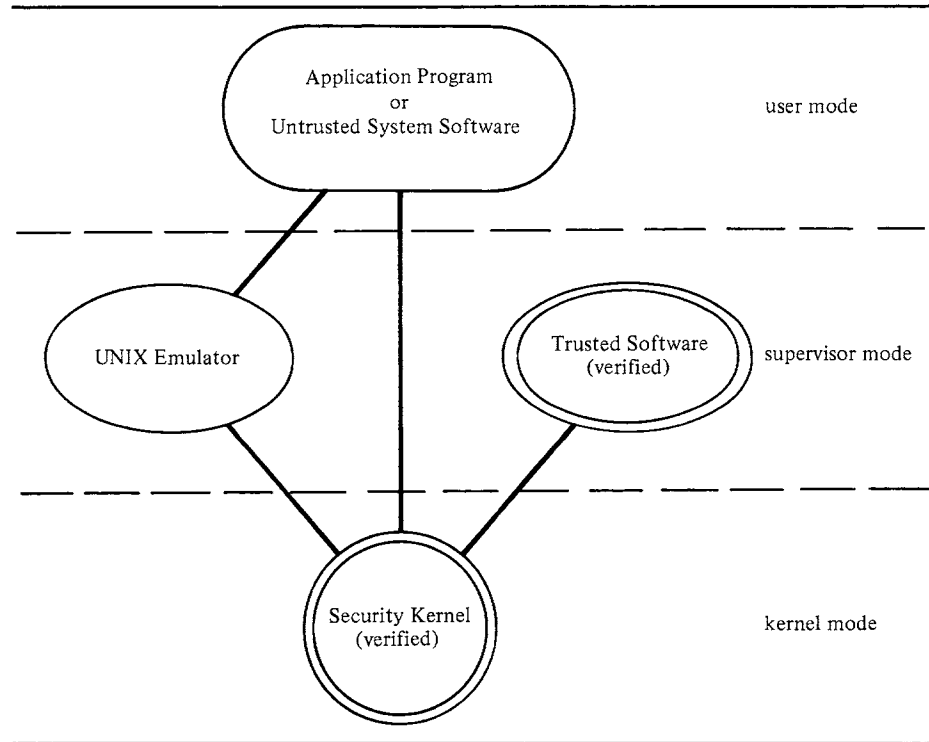 Application Program
or
Untrusted System Software
user mode
UNIX Emulator
Trusted Software
(verified)
supervisor mode
Security Kernel
(verified)
kernel mode